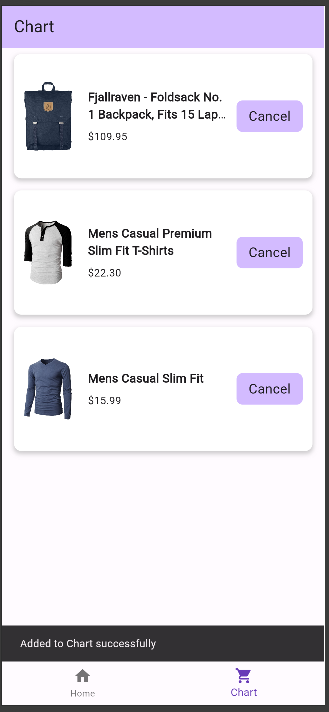 Chart
Fjallraven - Foldsack No.
1 Backpack, Fits 15 Lap...
$109.95
Cancel
Mens Casual Premium
Slim Fit T-Shirts
$22.30
Cancel
Mens Casual Slim Fit
$15.99
Cancel
Added to Chart successfully
Home
Chart